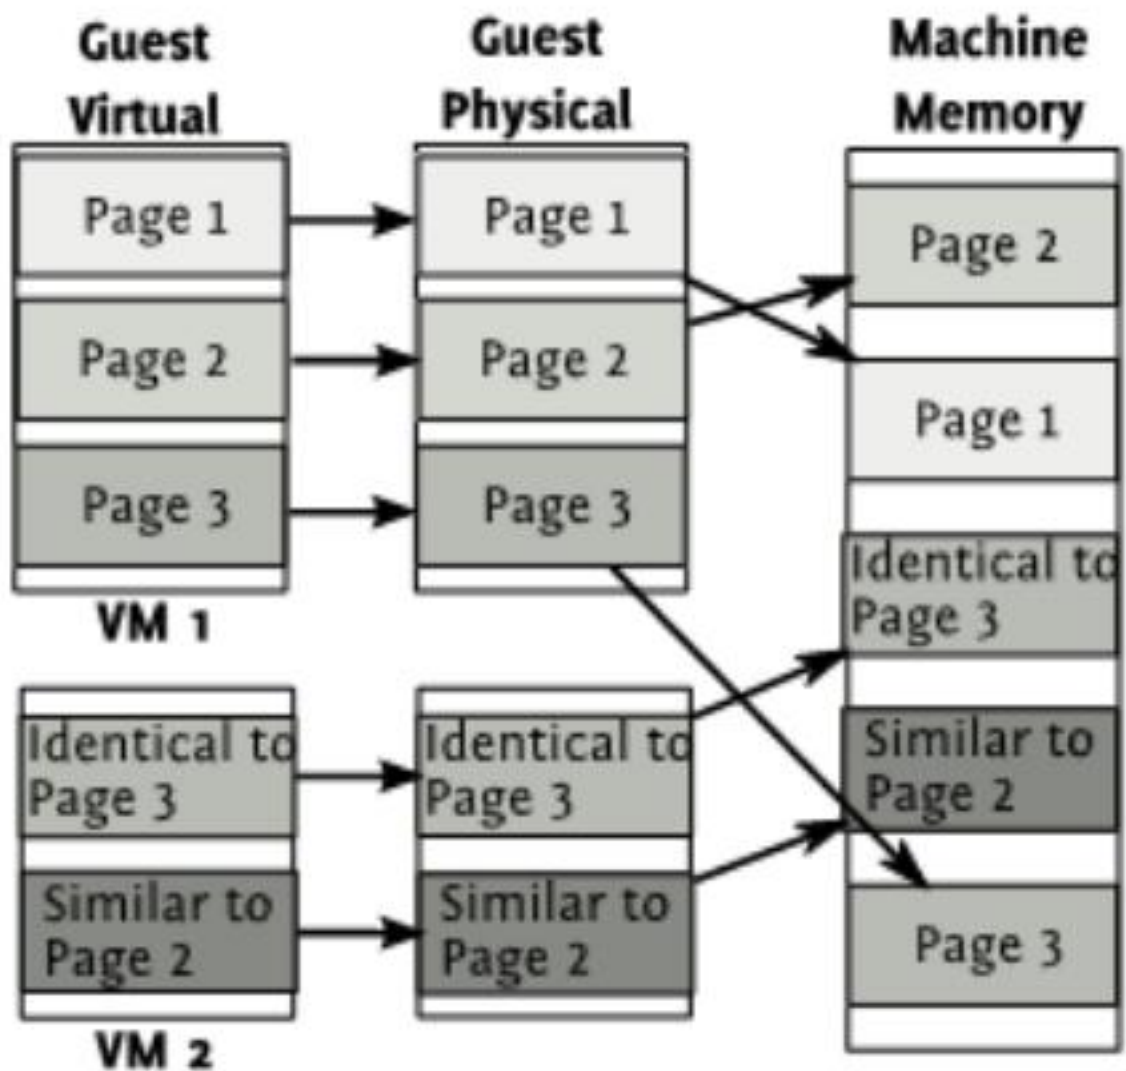 Guest
Virtual
Guest
Physical
Machine
Memory
Page 1
Page 2
Page 3
VM 1
Page 1
Page 2
Page 3
Identical to
Page 3
Similar to
Page 2
VM 2
Identical to
Page 3
Similar to
Page 2
Page 2
Page 1
Identical to
Page 3
Similar to
Page 2
Page 3